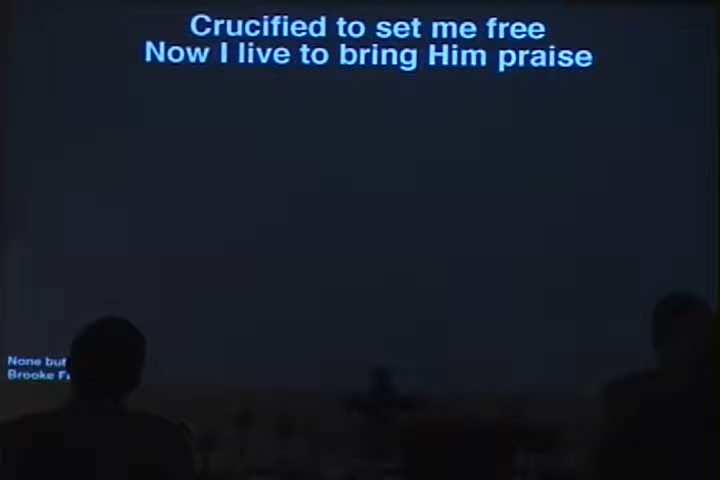 Crucified to set me free
Now I live to bring Him praise
None but
Brooke